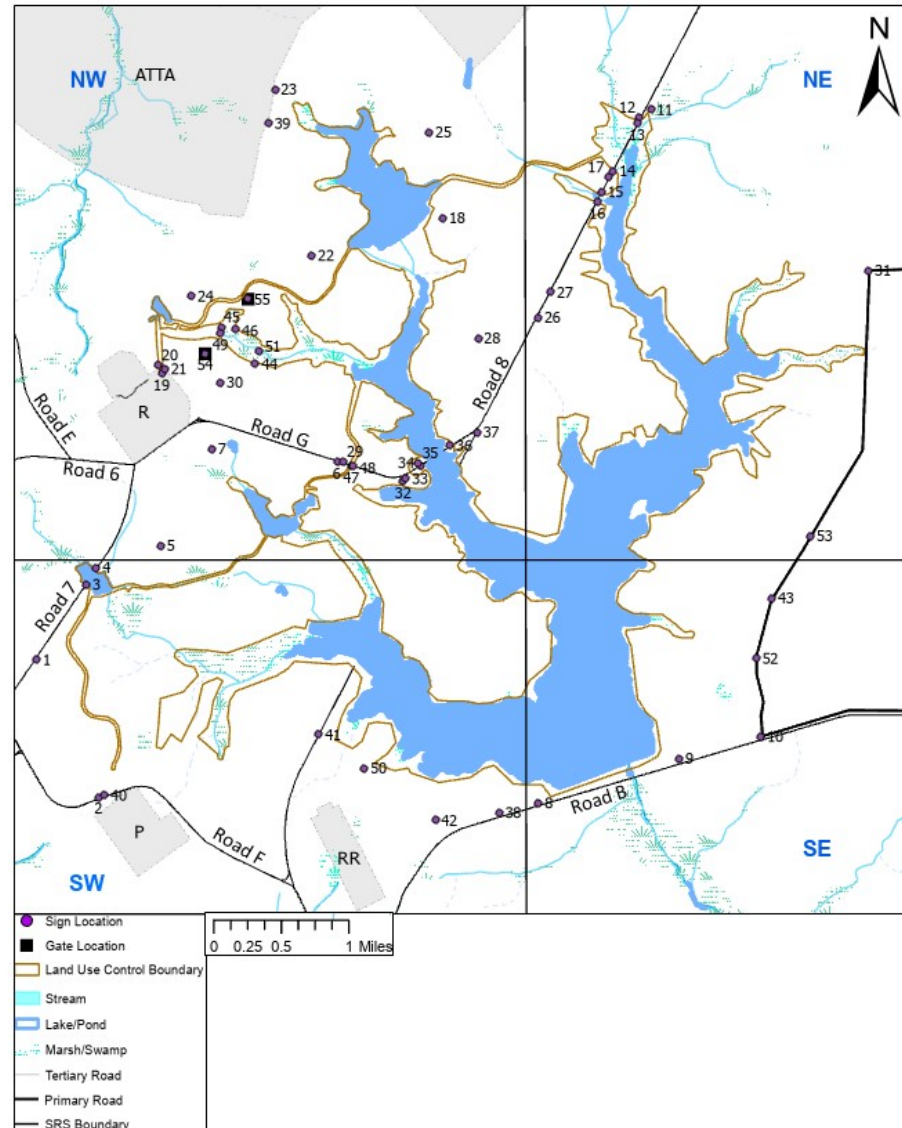 N
NW
ATTA
NE
23
39
25
12
11
13
17
14
15
16
18
22
31
24
55
27
26
45
46
49
51
28
54
44
20
21
19
30
R
Road E
Road 8
37
36
Road G
7
Road 6
29
6
47
48
34
35
33
32
5
53
4
3
Road 7
43
1
52
41
10
50
9
8
Road B
38
42
2
40
P
Road F
RR
SW
SE
Sign Location
Gate Location
Land Use Control Boundary
Stream
Lake/Pond
Marsh/Swamp
Tertiary Road
Primary Road
SRS Boundary
0 0.25 0.5 1 Miles